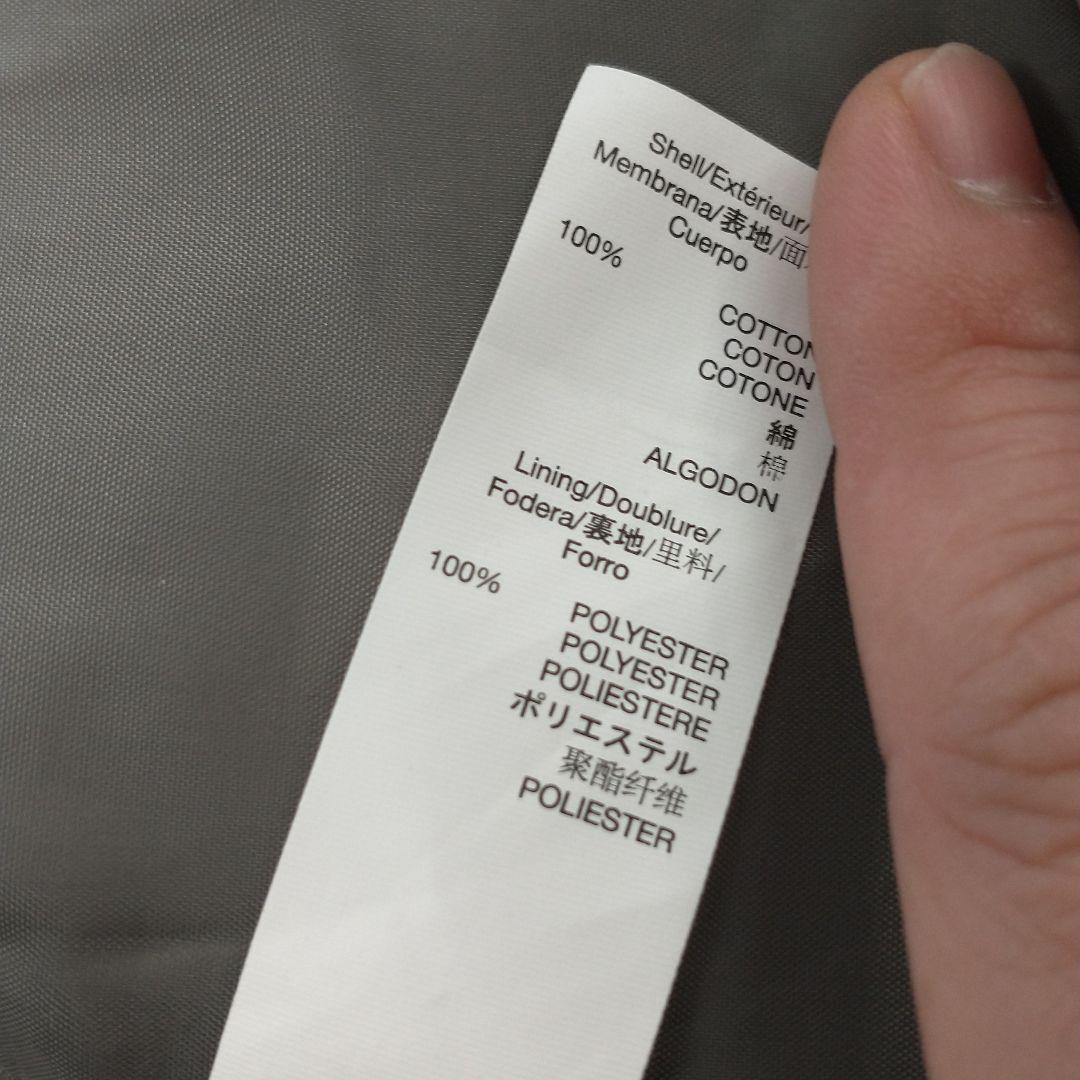 Shell/Extérieur/
Membrana/表地/面
Cuerpo
100%
COTTON
COTON
COTONE
綿
棉
ALGODON
Lining/Doublure/
Fodera/裏地/里料/
Forro
100%
POLYESTER
POLYESTER
POLIESTERE
ポリエステル
聚酯纤维
POLIESTER